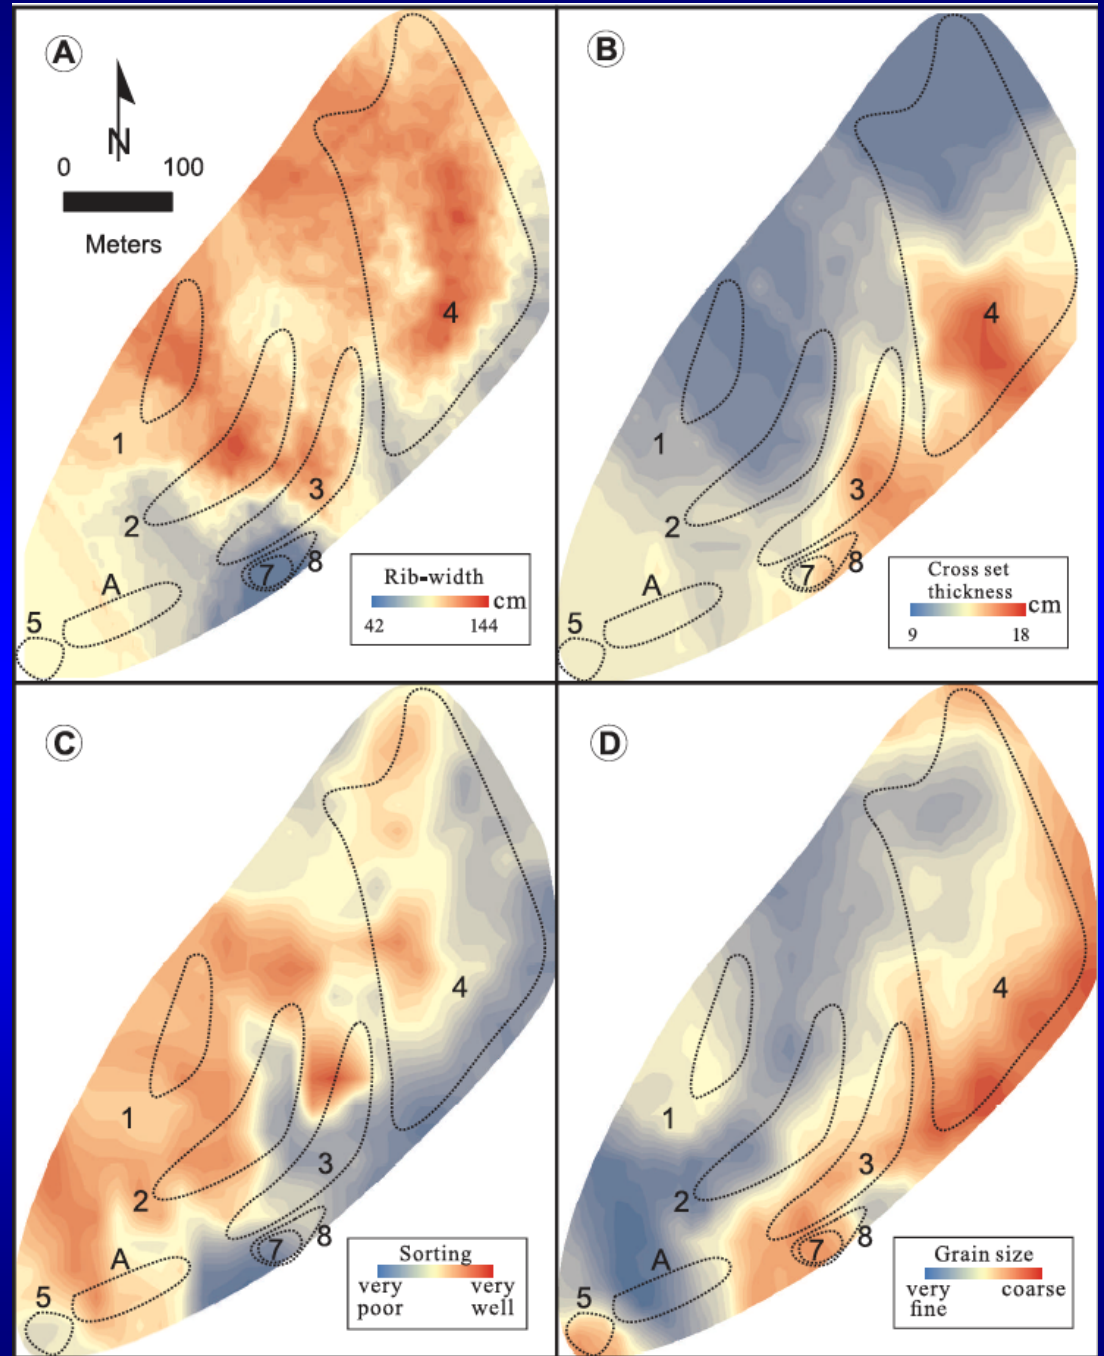 A
N
0 100
Meters
4
1
2
3
A
8
7
5
Rib-width
cm
42 144
B
4
1
2
3
A
8
7
5
Cross set
thickness
cm
9 18
C
4
1
3
2
8
7
A
5
Sorting
very very
poor well
D
4
1
3
2
8
7
A
5
Grain size
very coarse
fine